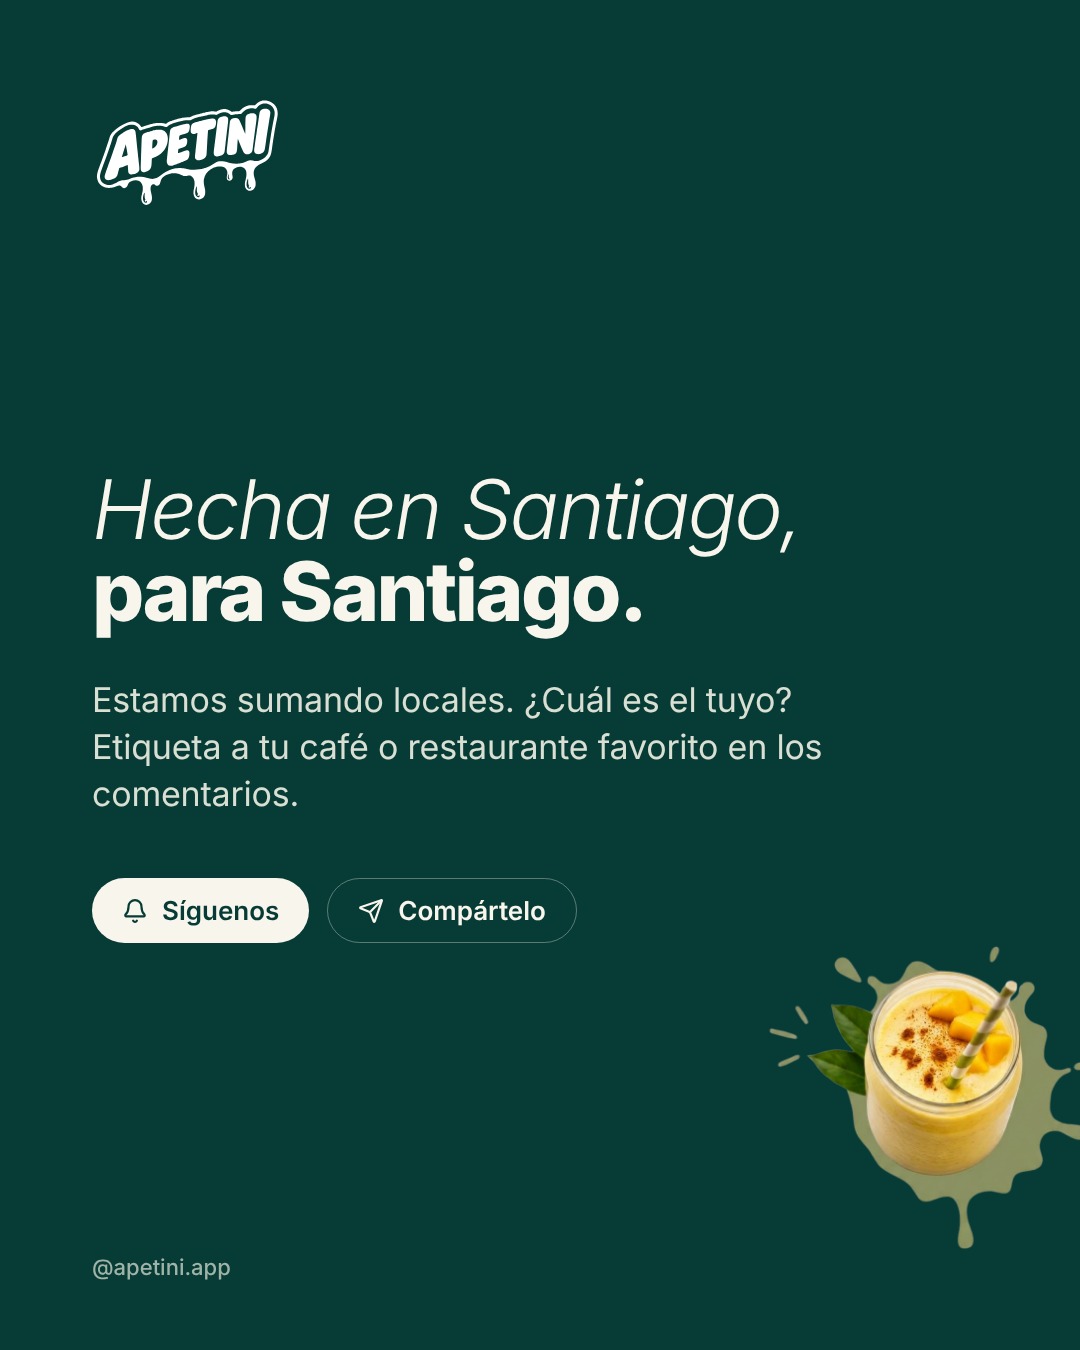 APETINI
Hecha en Santiago,
para Santiago.
Estamos sumando locales. ¿Cuál es el tuyo?
Etiqueta a tu café o restaurante favorito en los
comentarios.
Síguenos
Compártelo
@apetini.app